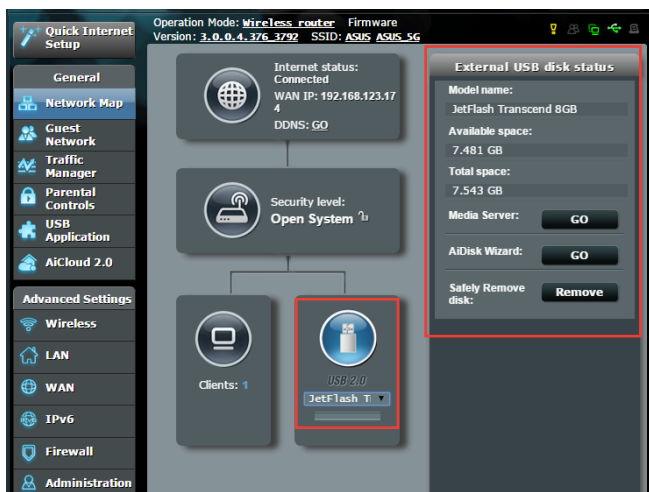 Quick Internet
Setup
Operation Mode: Wireless router Firmware
Version: 3.0.0.4.376_3792 SSID: ASUS ASUS_5G
General
Network Map
Guest
Network
Traffic
Manager
Parental
Controls
USB
Application
AiCloud 2.0
Advanced Settings
Wireless
LAN
WAN
IPv6
Firewall
Administration
Internet status:
Connected
WAN IP: 192.168.123.17
4
DDNS: GO
Security level:
Open System
Clients: 1
USB 2.0
JetFlash T
External USB disk status
Model name:
JetFlash Transcend 8GB
Available space:
7.481 GB
Total space:
7.543 GB
Media Server: GO
AiDisk Wizard: GO
Safely Remove
disk: Remove